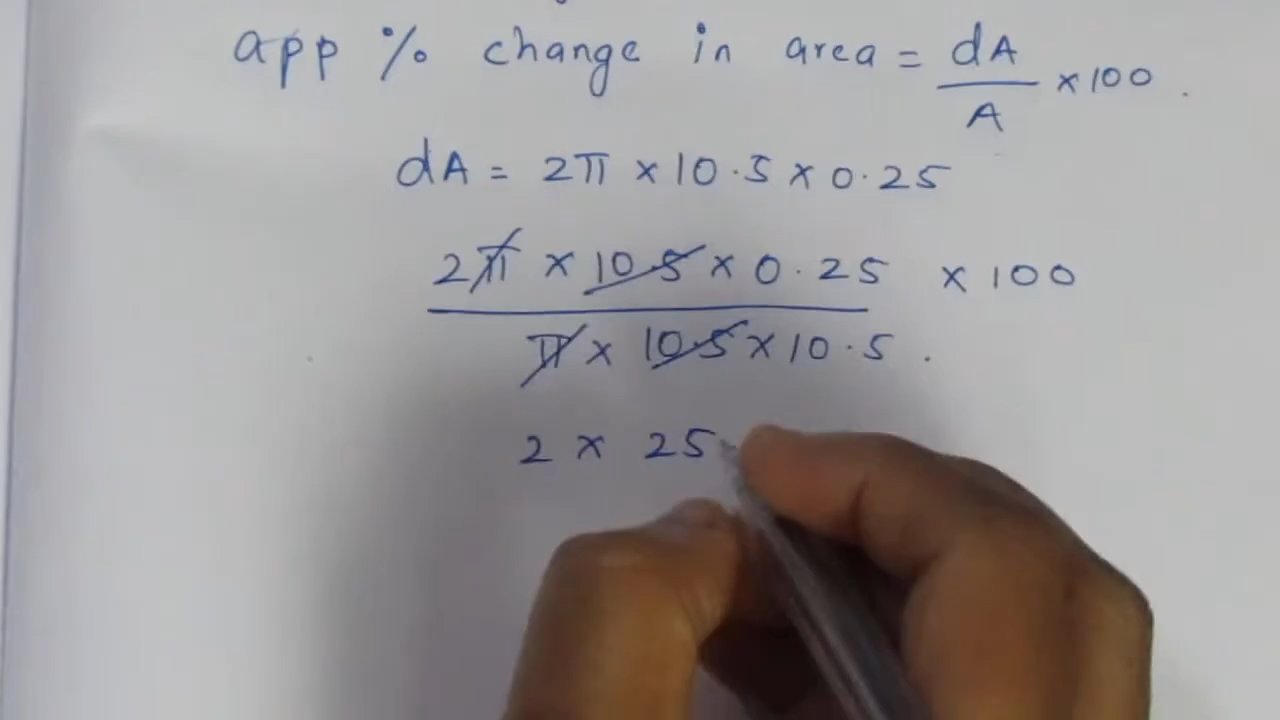 app % change in area = dA/A × 100 .
dA = 2π × 10.5 × 0.25
2π × 10.5 × 0.25 × 100
π × 10.5 × 10.5 .
2 × 25